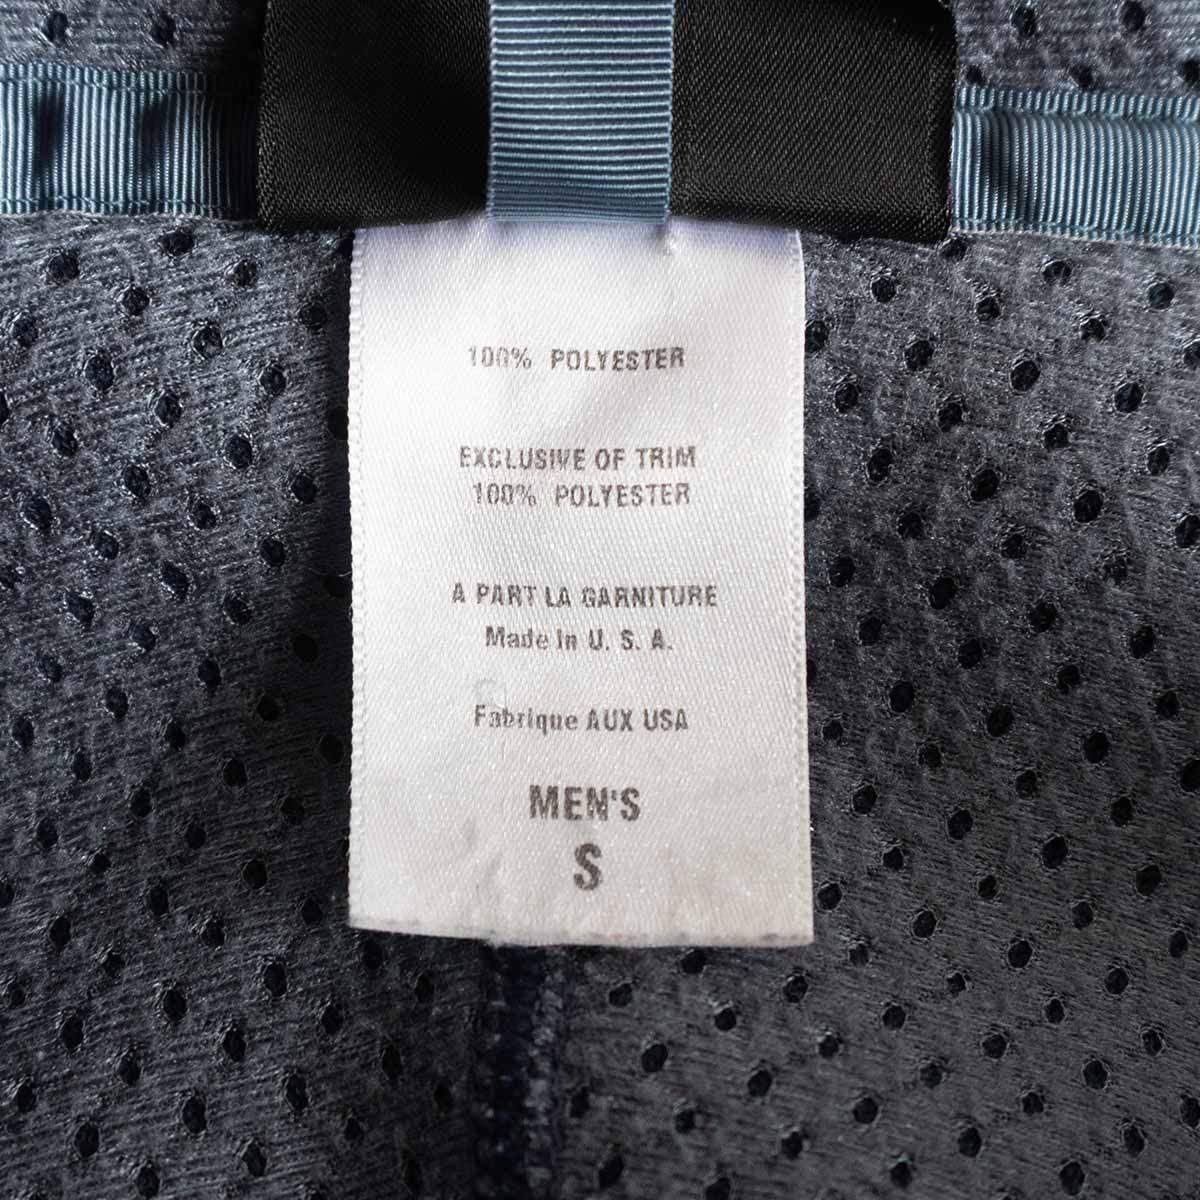 100% POLYESTER
EXCLUSIVE OF TRIM
100% POLYESTER
A PART LA GARNITURE
Made in U. S. A.
Fabrique AUX USA
MEN'S
S